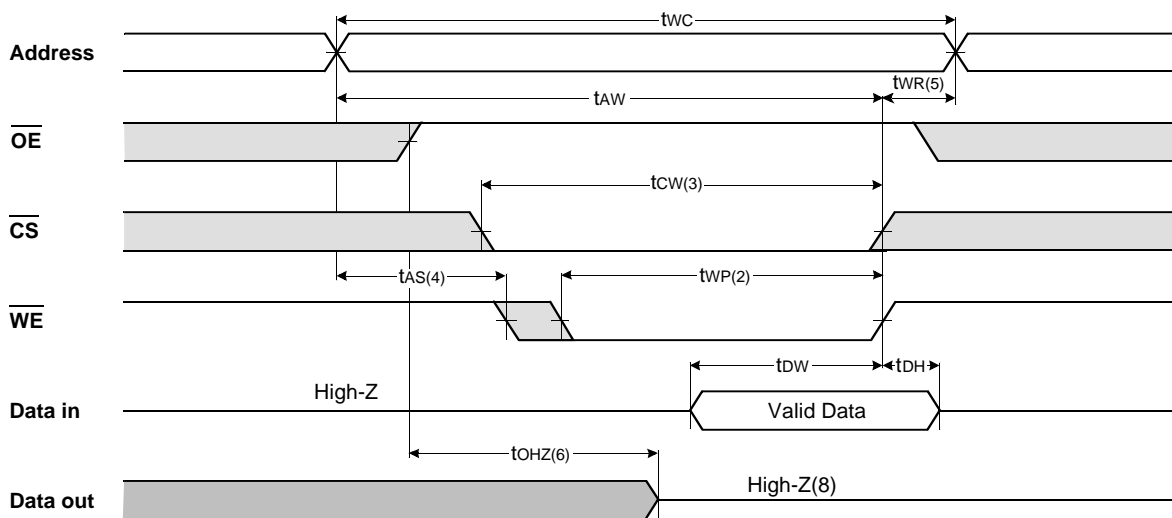 tWC
Address
tAW
tWR(5)
OE
tCW(3)
CS
tAS(4)
tWP(2)
WE
tDW
tDH
High-Z
Data in
Valid Data
tOHZ(6)
High-Z(8)
Data out